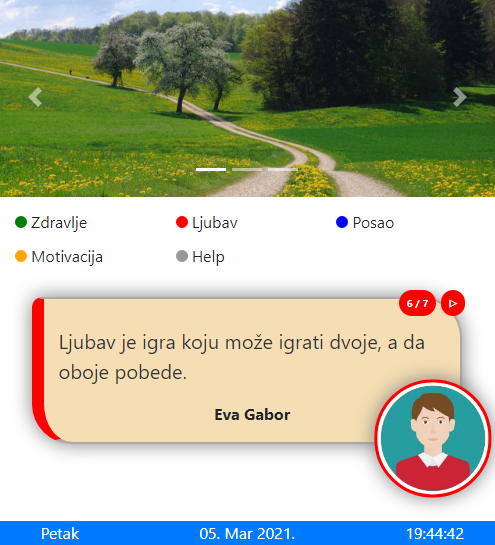 Zdravlje Ljubav Posao
Motivacija Help
6 / 7
Ljubav je igra koju može igrati dvoje, a da
oboje pobede.
Eva Gabor
Petak 05. Mar 2021. 19:44:42